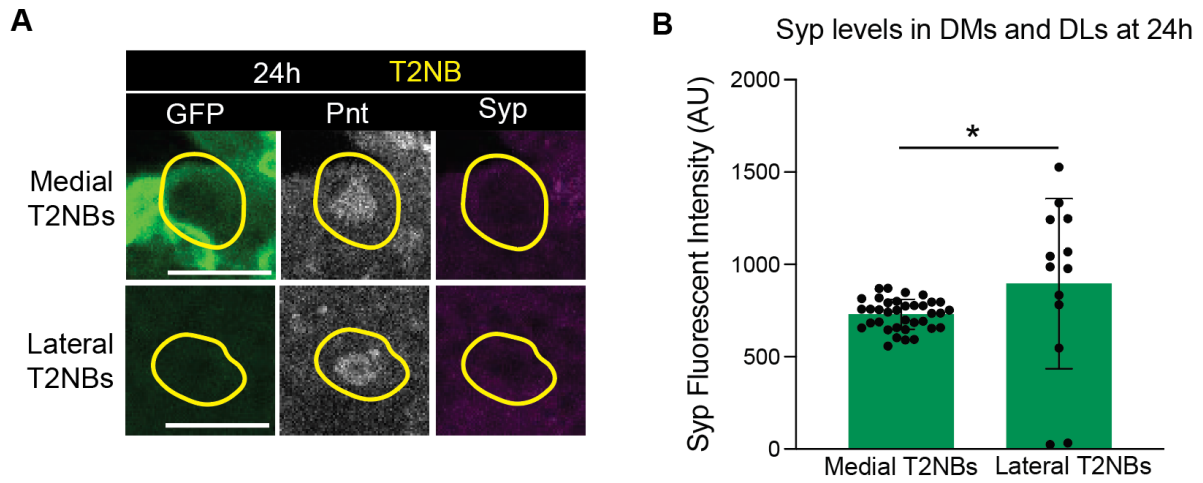 A
24h T2NB
GFP Pnt Syp
Medial
T2NBs
Lateral
T2NBs
B
Syp levels in DMs and DLs at 24h
Syp Fluorescent Intensity (AU)
2000
1500
1000
500
0
*
Medial T2NBs Lateral T2NBs